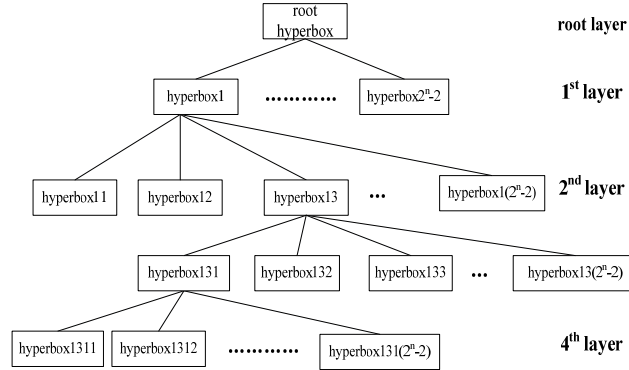 root
hyperbox
root layer
hyperbox1
…………
hyperbox2ⁿ-2
1ˢᵗ layer
hyperbox11
hyperbox12
hyperbox13
...
hyperbox1(2ⁿ-2)
2ⁿᵈ layer
hyperbox131
hyperbox132
hyperbox133
...
hyperbox13(2ⁿ-2)
hyperbox1311
hyperbox1312
…………
hyperbox131(2ⁿ-2)
4ᵗʰ layer